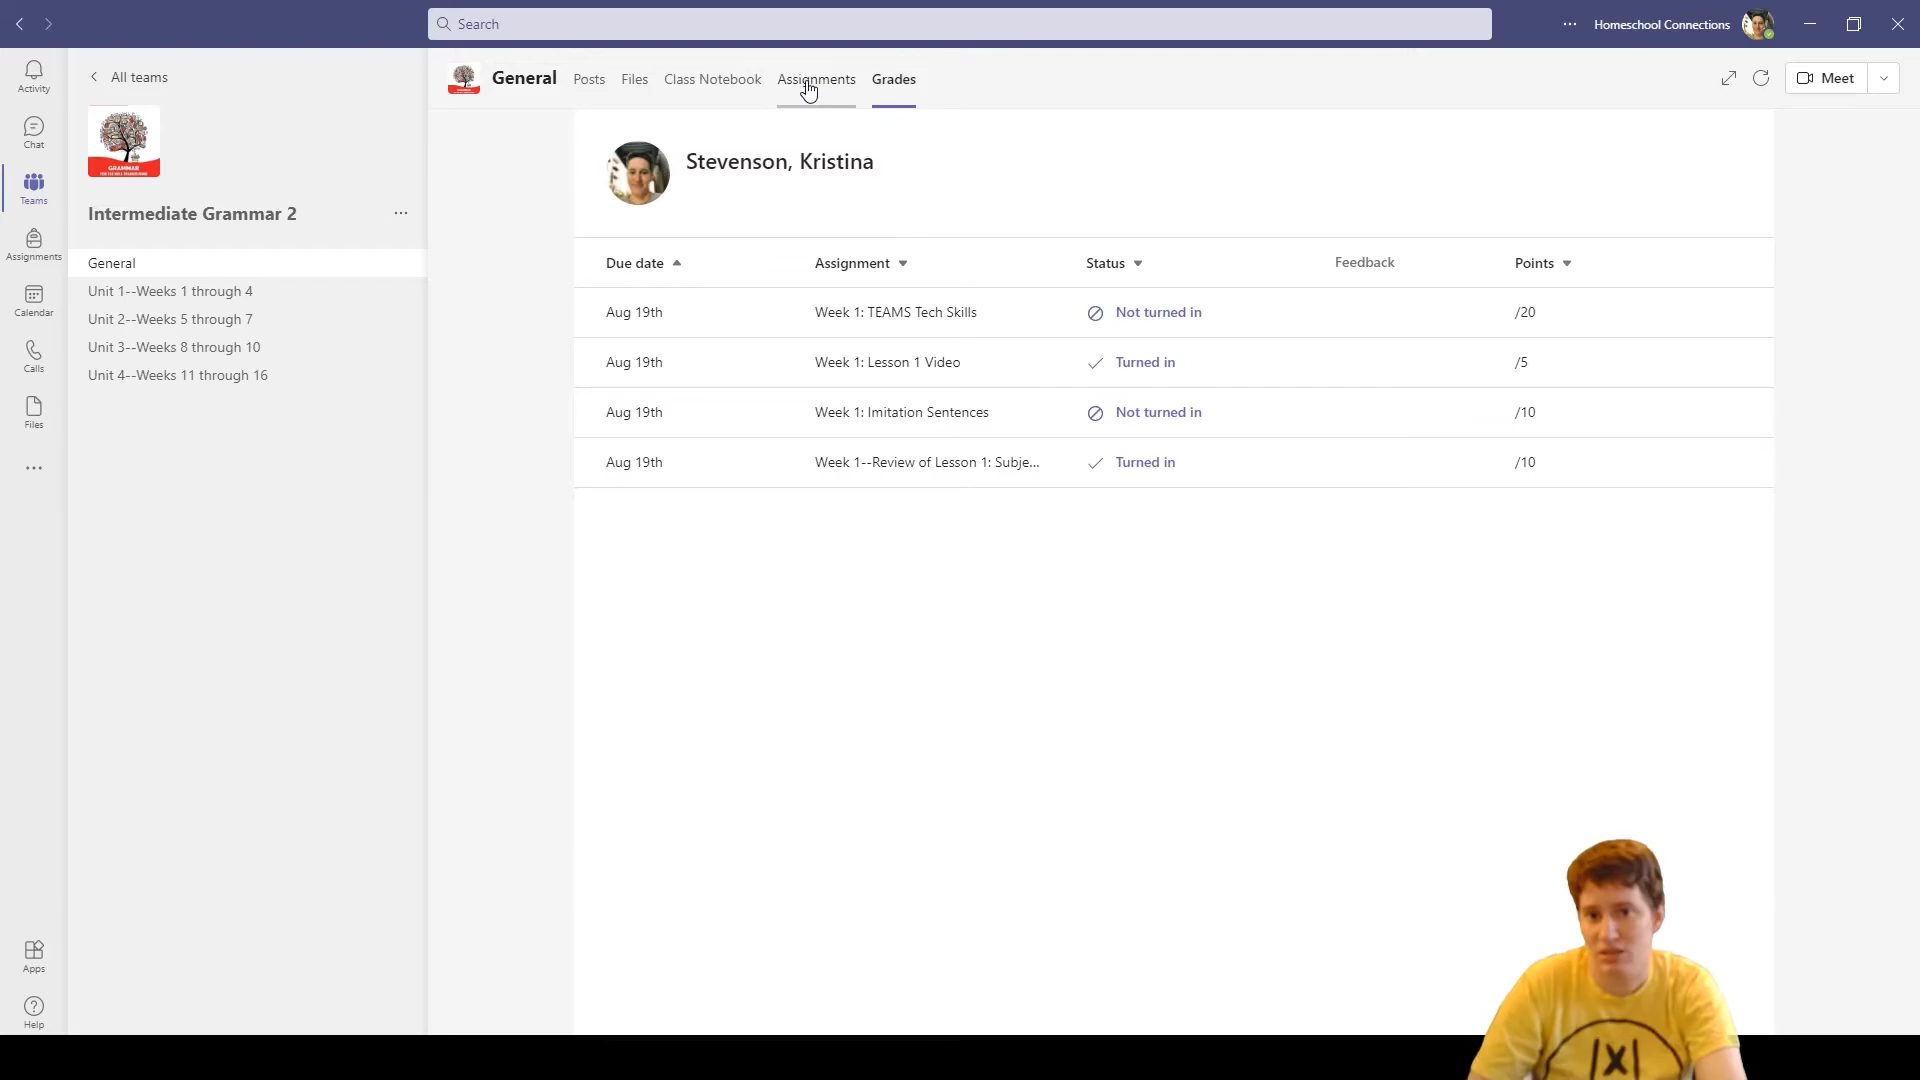 Search
Homeschool Connections
Activity
Chat
Teams
Assignments
Calendar
Calls
Files
Apps
Help
All teams
GRAMMAR
Intermediate Grammar 2
General
Unit 1--Weeks 1 through 4
Unit 2--Weeks 5 through 7
Unit 3--Weeks 8 through 10
Unit 4--Weeks 11 through 16
General Posts Files Class Notebook Assignments Grades
Meet
Stevenson, Kristina
Due date Assignment Status Feedback Points
Aug 19th Week 1: TEAMS Tech Skills Not turned in /20
Aug 19th Week 1: Lesson 1 Video Turned in /5
Aug 19th Week 1: Imitation Sentences Not turned in /10
Aug 19th Week 1--Review of Lesson 1: Subje... Turned in /10
|X|